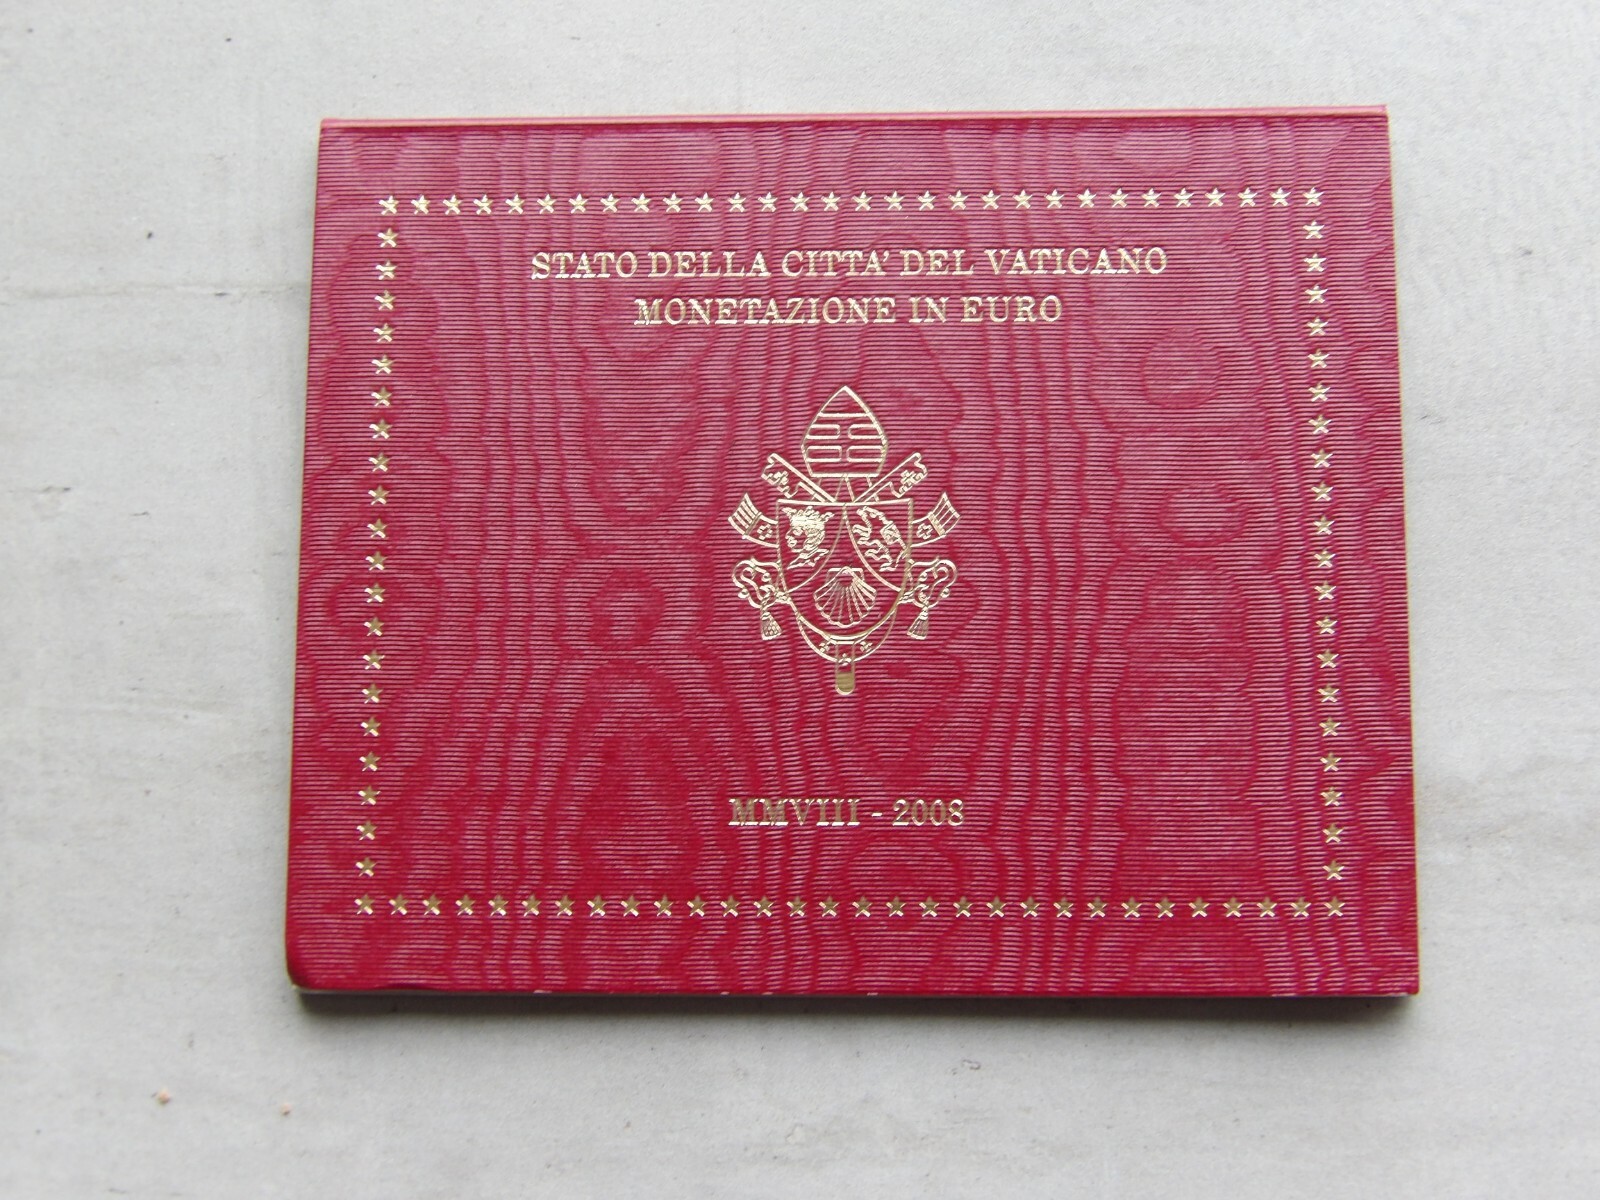 STATO DELLA CITTA' DEL VATICANO
MONETAZIONE IN EURO
MMVIII - 2008